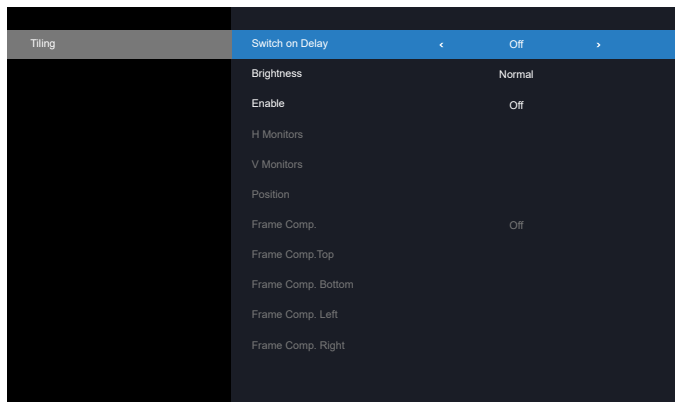 Tiling
Switch on Delay ‹ Off ›
Brightness Normal
Enable Off
H Monitors
V Monitors
Position
Frame Comp. Off
Frame Comp.Top
Frame Comp. Bottom
Frame Comp. Left
Frame Comp. Right